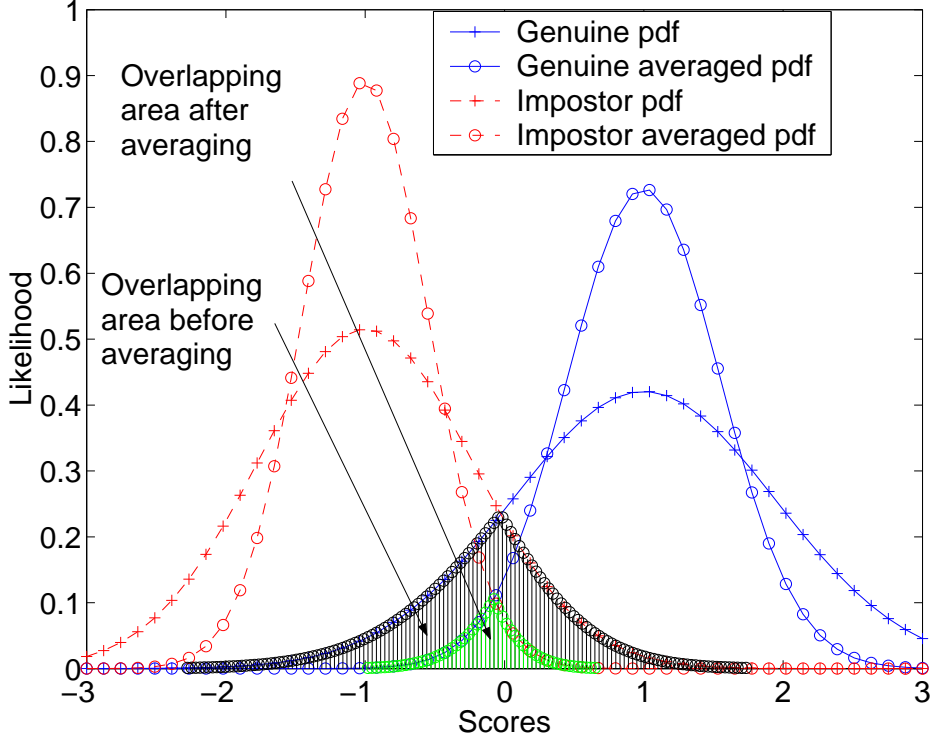 Genuine pdf
Genuine averaged pdf
Impostor pdf
Impostor averaged pdf
Overlapping
area after
averaging
Overlapping
area before
averaging
Likelihood
1
0.9
0.8
0.7
0.6
0.5
0.4
0.3
0.2
0.1
0
−3
−2
−1
0
1
2
3
Scores